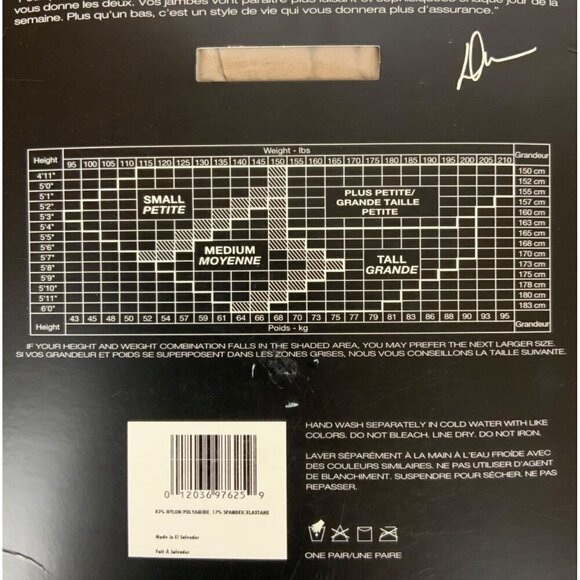 vous donne les deux. Vos jambes vont paraître plus luisant et sophistiquées chaque jour de la
semaine. Plus qu'un bas, c'est un style de vie qui vous donnera plus d'assurance."
Weight - lbs
Height 95 100 105 110 115 120 125 130 135 140 145 150 155 160 165 170 175 180 185 190 195 200 205 210 Grandeur
4'11" 150 cm
5'0" 152 cm
5'1" 155 cm
5'2" 157 cm
5'3" 160 cm
5'4" 163 cm
5'5" 165 cm
5'6" 168 cm
5'7" 170 cm
5'8" 173 cm
5'9" 175 cm
5'10" 178 cm
5'11" 180 cm
6'0" 183 cm
SMALL
PETITE
PLUS PETITE/
GRANDE TAILLE
PETITE
MEDIUM
MOYENNE
TALL
GRANDE
Height 43 45 48 50 52 54 57 59 61 64 66 68 70 73 75 77 79 81 83 86 88 90 93 95 Grandeur
Poids - kg
IF YOUR HEIGHT AND WEIGHT COMBINATION FALLS IN THE SHADED AREA, YOU MAY PREFER THE NEXT LARGER SIZE.
SI VOS GRANDEUR ET POIDS SE SUPERPOSENT DANS LES ZONES GRISES, NOUS VOUS CONSEILLONS LA TAILLE SUIVANTE.
HAND WASH SEPARATELY IN COLD WATER WITH LIKE
COLORS. DO NOT BLEACH. LINE DRY. DO NOT IRON.
LAVER SÉPARÉMENT À LA MAIN À L'EAU FROIDE AVEC
DES COULEURS SIMILAIRES. NE PAS UTILISER D'AGENT
DE BLANCHIMENT. SUSPENDRE POUR SÉCHER. NE PAS
REPASSER.
ONE PAIR/UNE PAIRE
0 12036 97625 9
83% NYLON/POLYAMIDE, 17% SPANDEX/ELASTANE
Made in El Salvador
Fait À Salvador